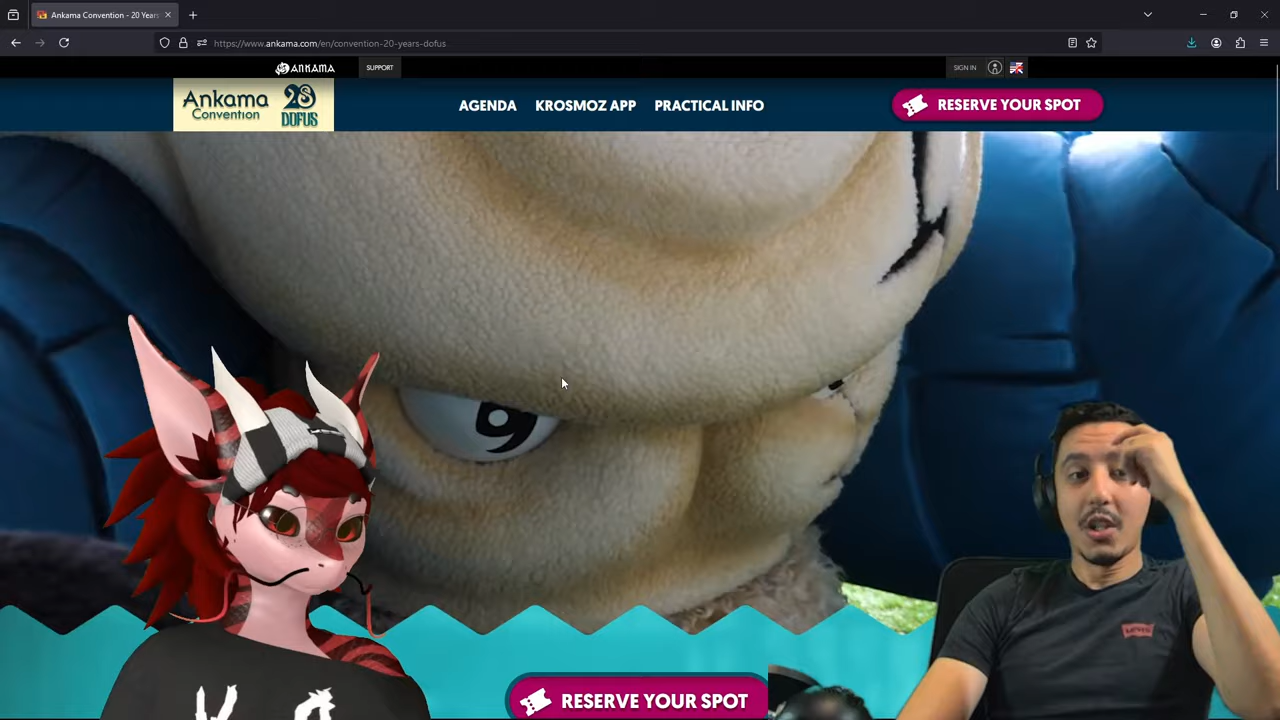 Ankama Convention - 20 Years
https://www.ankama.com/en/convention-20-years-dofus
ANKAMA
SUPPORT
SIGN IN
Ankama
Convention
20
DOFUS
AGENDA
KROSMOZ APP
PRACTICAL INFO
RESERVE YOUR SPOT
RESERVE YOUR SPOT